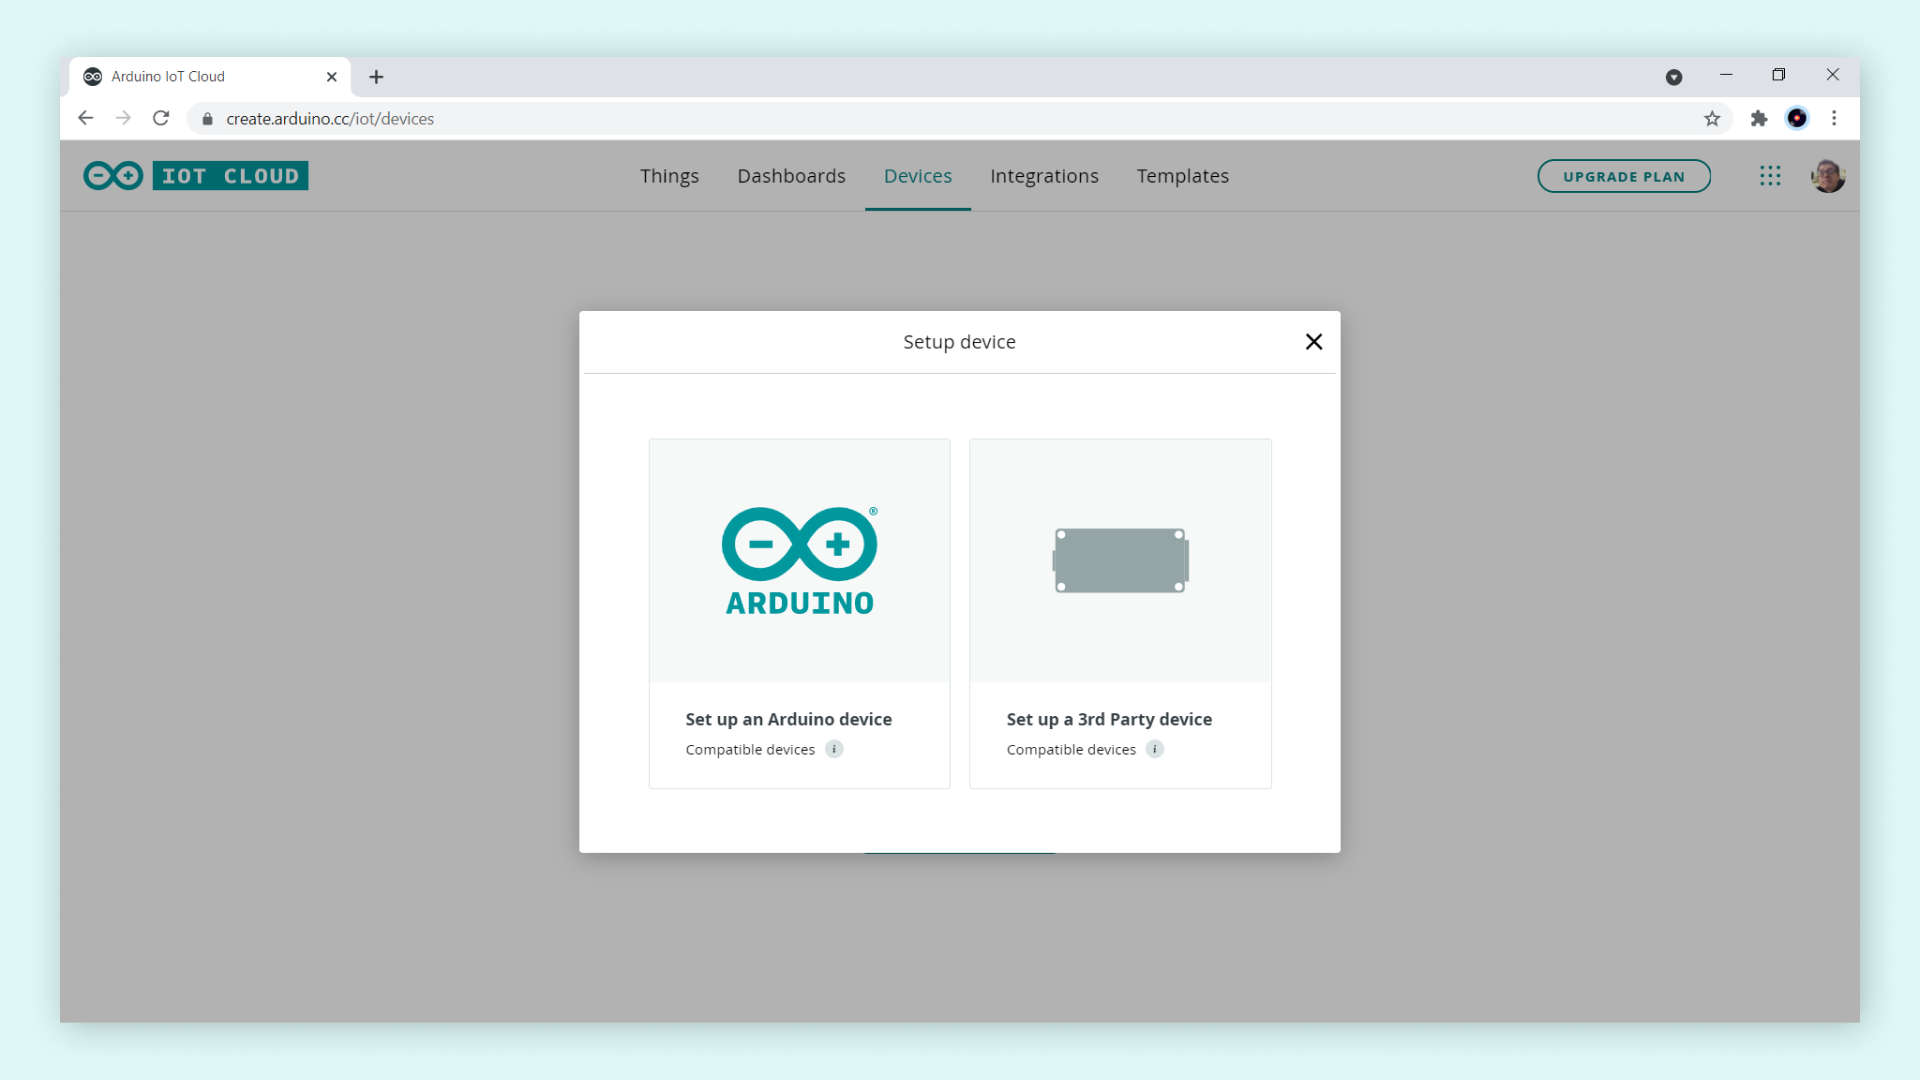 Arduino IoT Cloud
create.arduino.cc/iot/devices
IOT CLOUD
Things
Dashboards
Devices
Integrations
Templates
UPGRADE PLAN
Setup device
®
ARDUINO
Set up an Arduino device
Compatible devices i
Set up a 3rd Party device
Compatible devices i